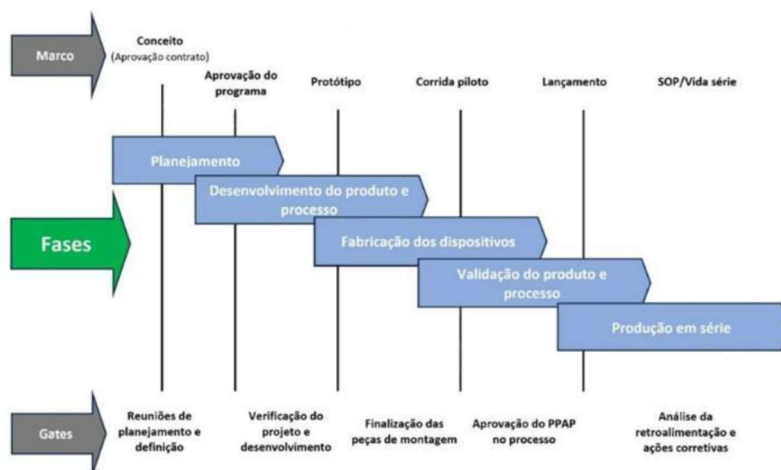 Marco
Conceito
(Aprovação contrato)
Aprovação do
programa
Protótipo
Corrida piloto
Lançamento
SOP/Vida série
Planejamento
Desenvolvimento do produto e
processo
Fases
Fabricação dos dispositivos
Validação do produto e
processo
Produção em série
Gates
Reuniões de
planejamento e
definição
Verificação do
projeto e
desenvolvimento
Finalização das
peças de montagem
Aprovação do PPAP
no processo
Análise da
retroalimentação e
ações corretivas